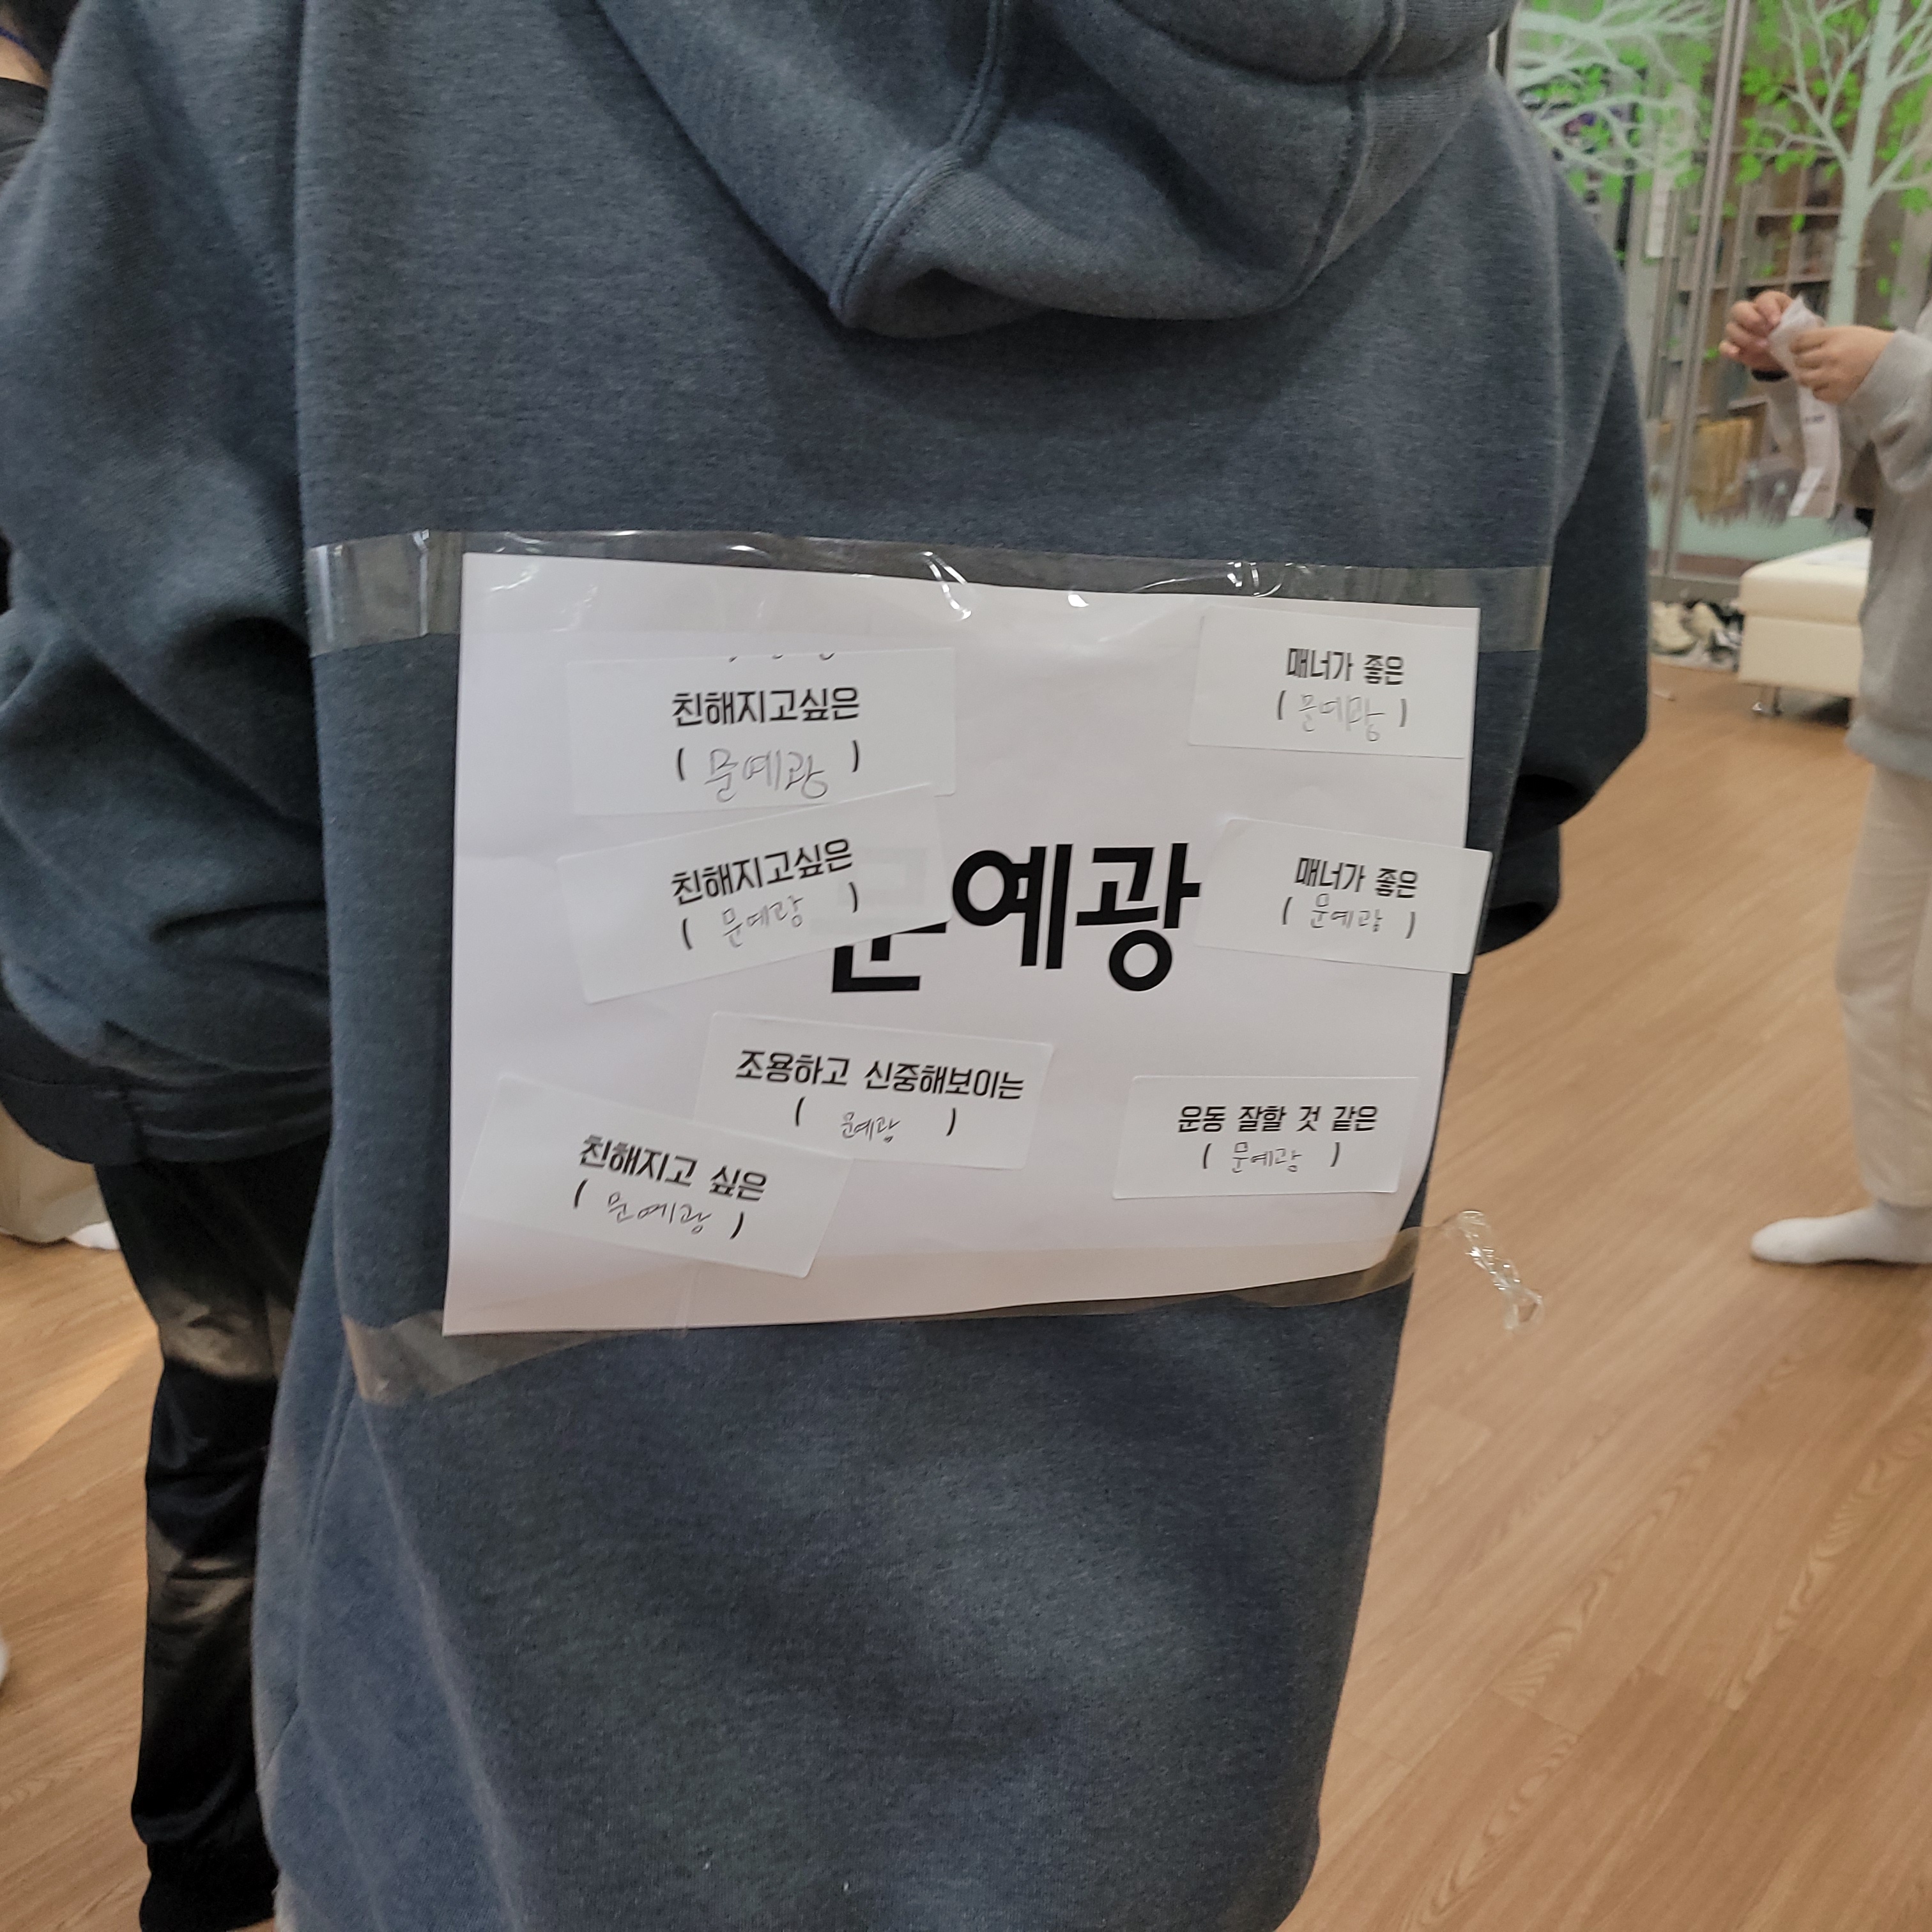 친해지고싶은
( 문예광 )
매너가 좋은
( 문예광 )
친해지고싶은
( 문예광 )
문예광
매너가 좋은
( 문예광 )
조용하고 신중해보이는
( 문예광 )
친해지고 싶은
( 문예광 )
운동 잘할 것 같은
( 문예광 )